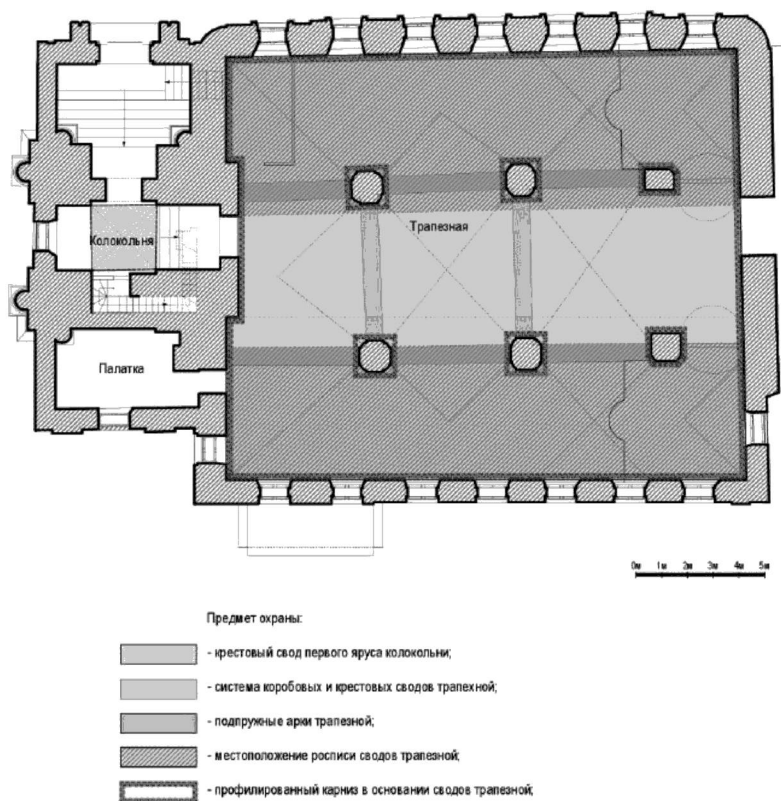 Трапезная
Колокольня
Палатка
0м 1м 2м 3м 4м 5м
Предмет охраны:
- крестовый свод первого яруса колокольни;
- система коробовых и крестовых сводов трапехной;
- подпружные арки трапезной;
- местоположение росписи сводов трапезной;
- профилированный карниз в основании сводов трапезной;